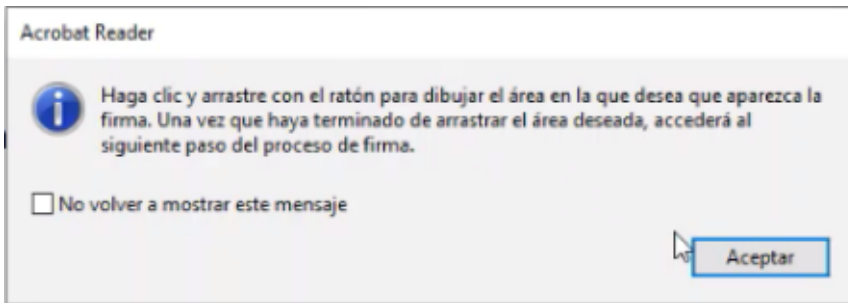 Acrobat Reader
Haga clic y arrastre con el ratón para dibujar el área en la que desea que aparezca la
firma. Una vez que haya terminado de arrastrar el área deseada, accederá al
siguiente paso del proceso de firma.
No volver a mostrar este mensaje
Aceptar